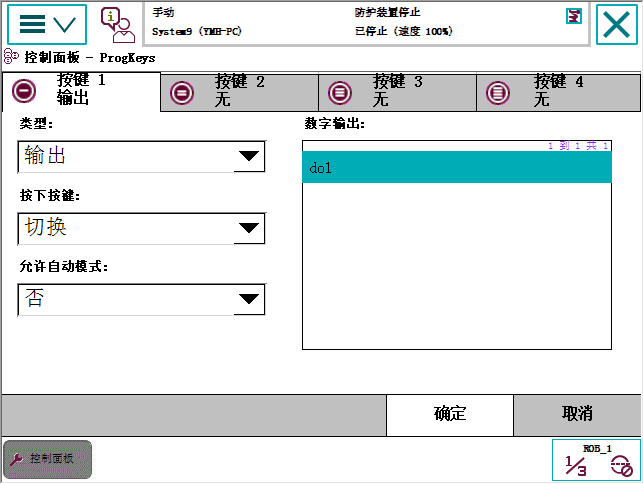 手动
System9 (YMH-PC)
防护装置停止
已停止 (速度 100%)
控制面板 - ProgKeys
按键 1
输出
按键 2
无
按键 3
无
按键 4
无
类型:
输出
按下按键:
切换
允许自动模式:
否
数字输出:
1 到 1 共 1
do1
确定
取消
控制面板
ROB_1
1/3